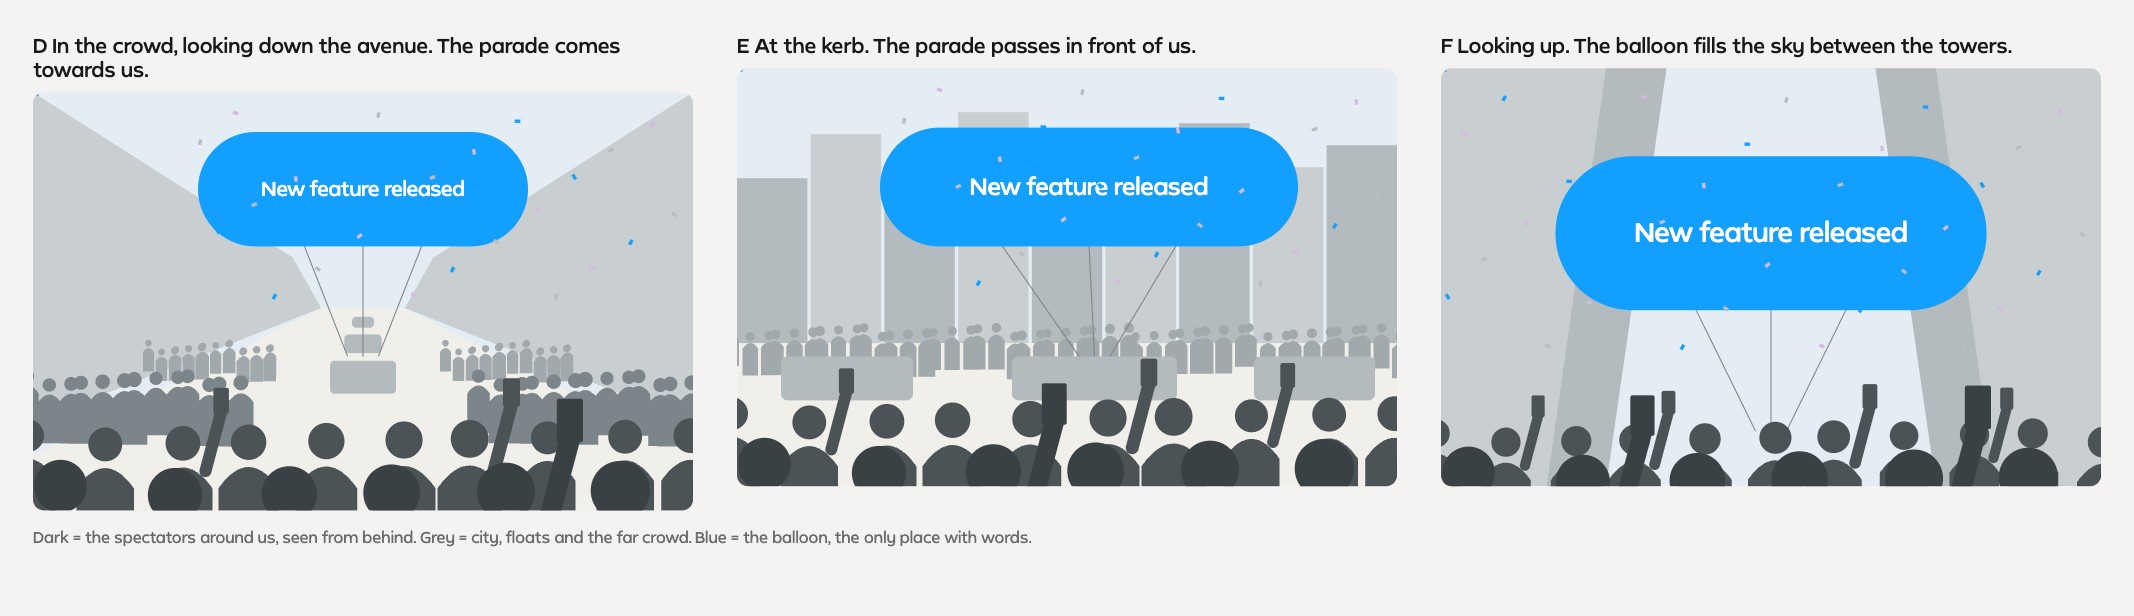 D In the crowd, looking down the avenue. The parade comes
towards us.
E At the kerb. The parade passes in front of us.
F Looking up. The balloon fills the sky between the towers.
New feature released
New feature released
New feature released
Dark = the spectators around us, seen from behind. Grey = city, floats and the far crowd. Blue = the balloon, the only place with words.